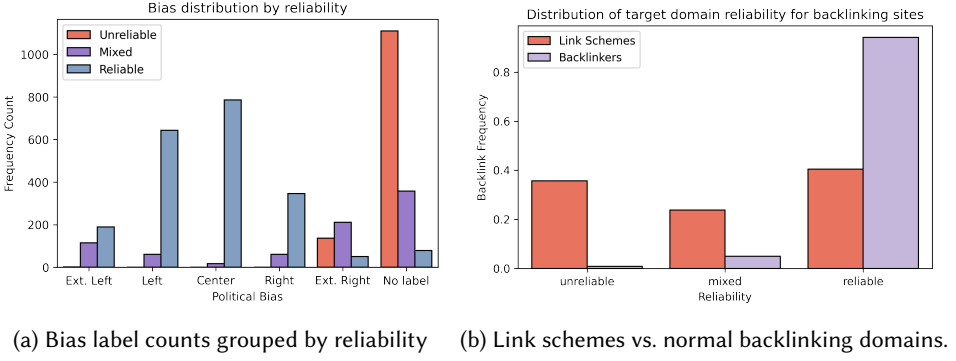 Bias distribution by reliability
Unreliable
Mixed
Reliable
1000
800
600
400
200
0
Frequency Count
Ext. Left Left Center Right Ext. Right No label
Political Bias
(a) Bias label counts grouped by reliability
Distribution of target domain reliability for backlinking sites
Link Schemes
Backlinkers
0.8
0.6
0.4
0.2
0.0
Backlink Frequency
unreliable mixed reliable
Reliability
(b) Link schemes vs. normal backlinking domains.